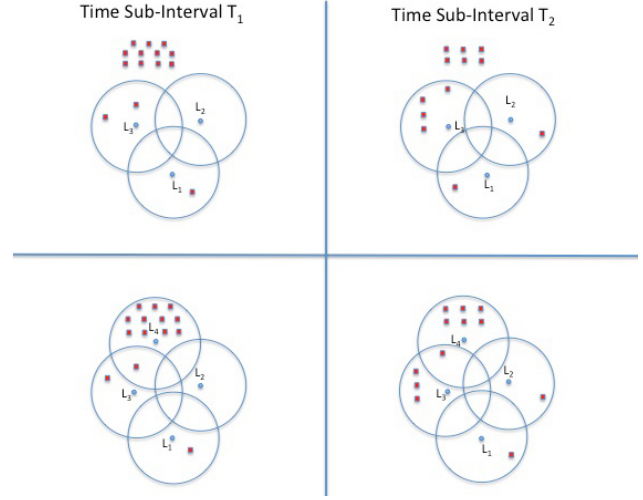 Time Sub-Interval T₁
Time Sub-Interval T₂
L₂
L₃
L₁
L₂
L₃
L₁
L₄
L₂
L₃
L₁
L₄
L₂
L₃
L₁